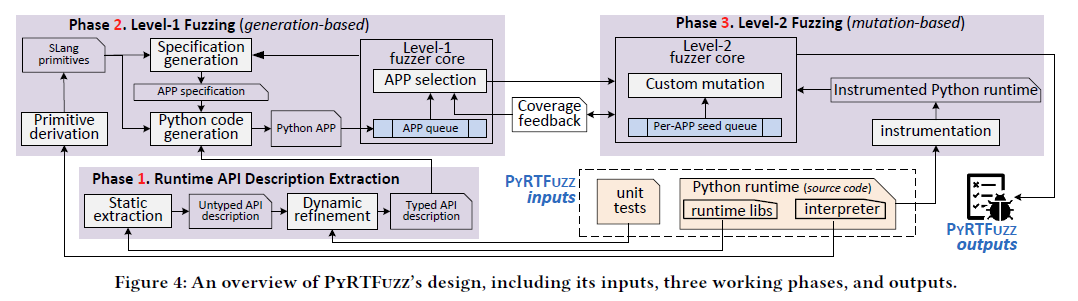 Phase 2. Level-1 Fuzzing (generation-based)
SLang
primitives
Specification
generation
Level-1
fuzzer core
APP selection
APP specification
Primitive
derivation
Python code
generation
Python APP
APP queue
Coverage
feedback
Phase 3. Level-2 Fuzzing (mutation-based)
Level-2
fuzzer core
Custom mutation
Per-APP seed queue
Instrumented Python runtime
instrumentation
Phase 1. Runtime API Description Extraction
Static
extraction
Untyped API
description
Dynamic
refinement
Typed API
description
PYRTFUZZ
inputs
unit
tests
Python runtime (source code)
runtime libs
interpreter
PYRTFUZZ
outputs
Figure 4: An overview of PYRTFUZZ's design, including its inputs, three working phases, and outputs.